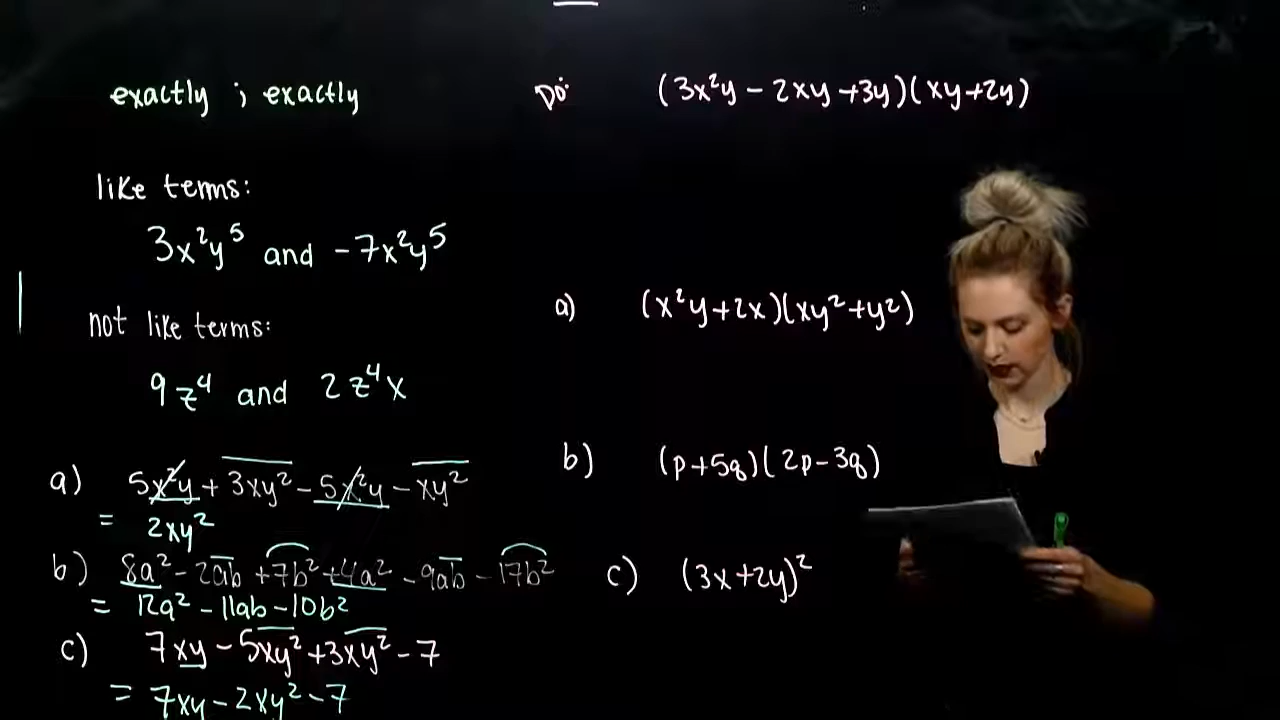 exactly ; exactly
like terms:
3x²y⁵ and -7x²y⁵
not like terms:
9z⁴ and 2z⁴x
a) 5x²y + 3xy² - 5x²y - xy²
= 2xy²
b) 8a² - 2ab + 7b² + 4a² - 9ab - 17b²
= 12a² - 11ab - 10b²
c) 7xy - 5xy² + 3xy² - 7
= 7xy - 2xy² - 7
DO: (3x²y - 2xy + 3y)(xy + 2y)
a) (x²y + 2x)(xy² + y²)
b) (p + 5q)(2p - 3q)
c) (3x + 2y)²